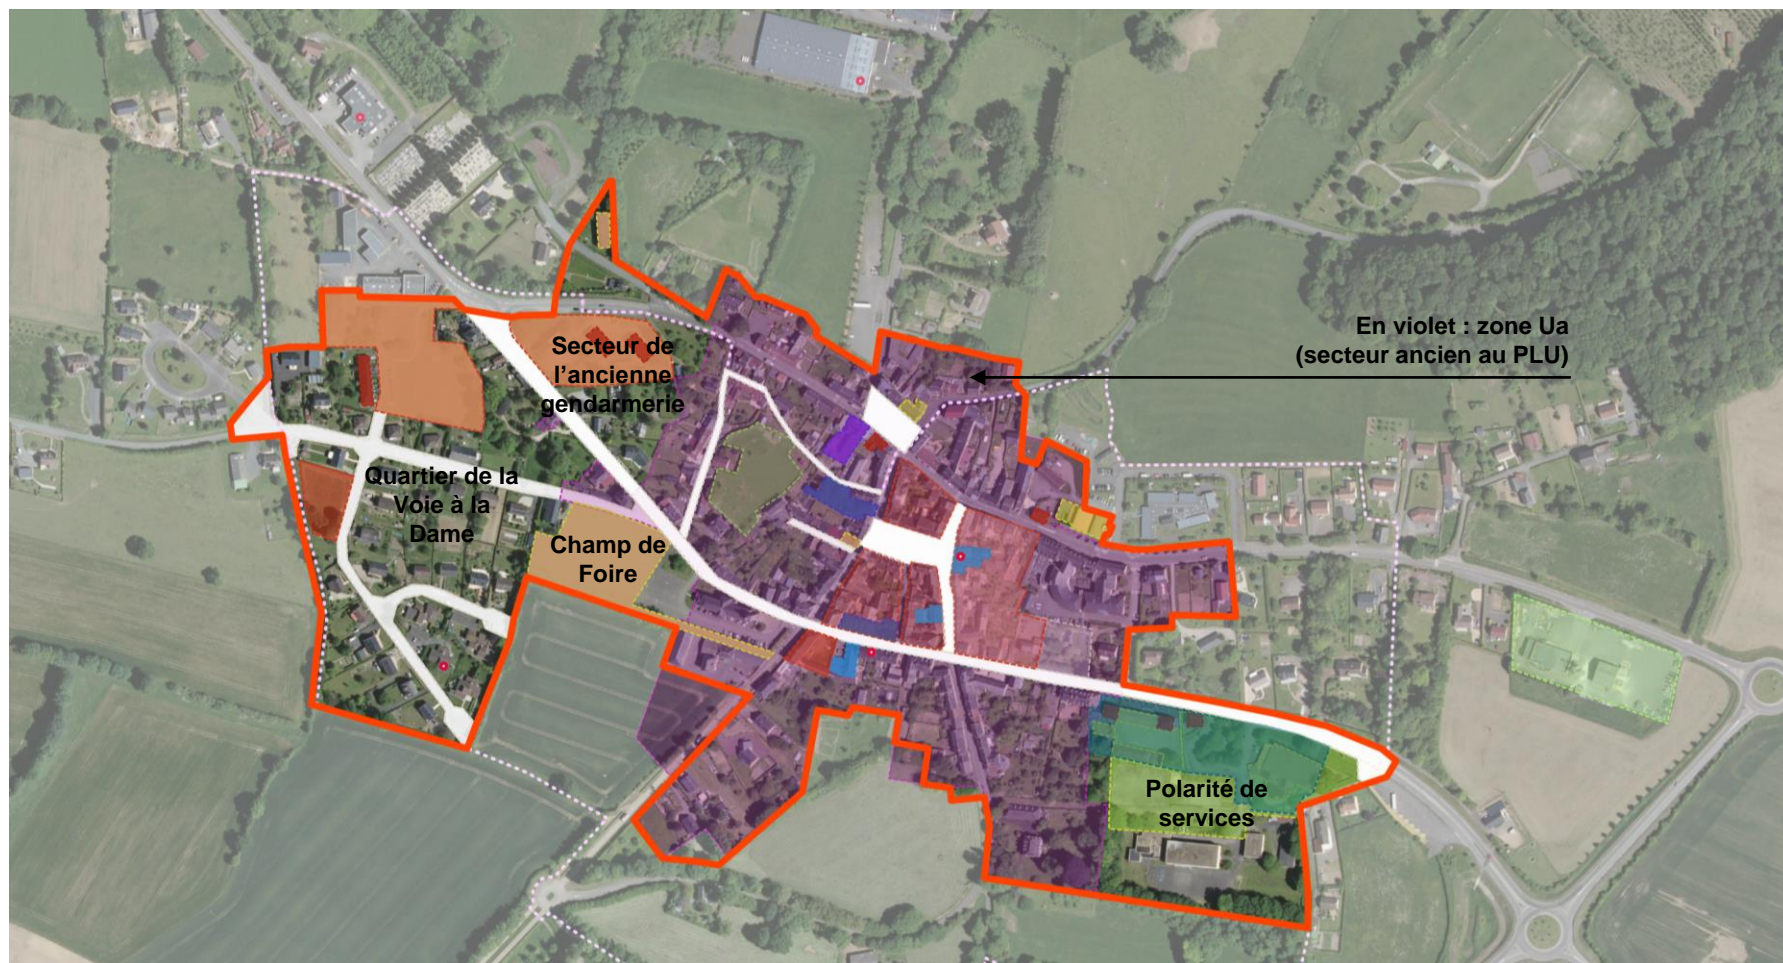 En violet : zone Ua
(secteur ancien au PLU)
Secteur de
l’ancienne
gendarmerie
Quartier de la
Voie à la
Dame
Champ de
Foire
Polarité de
services